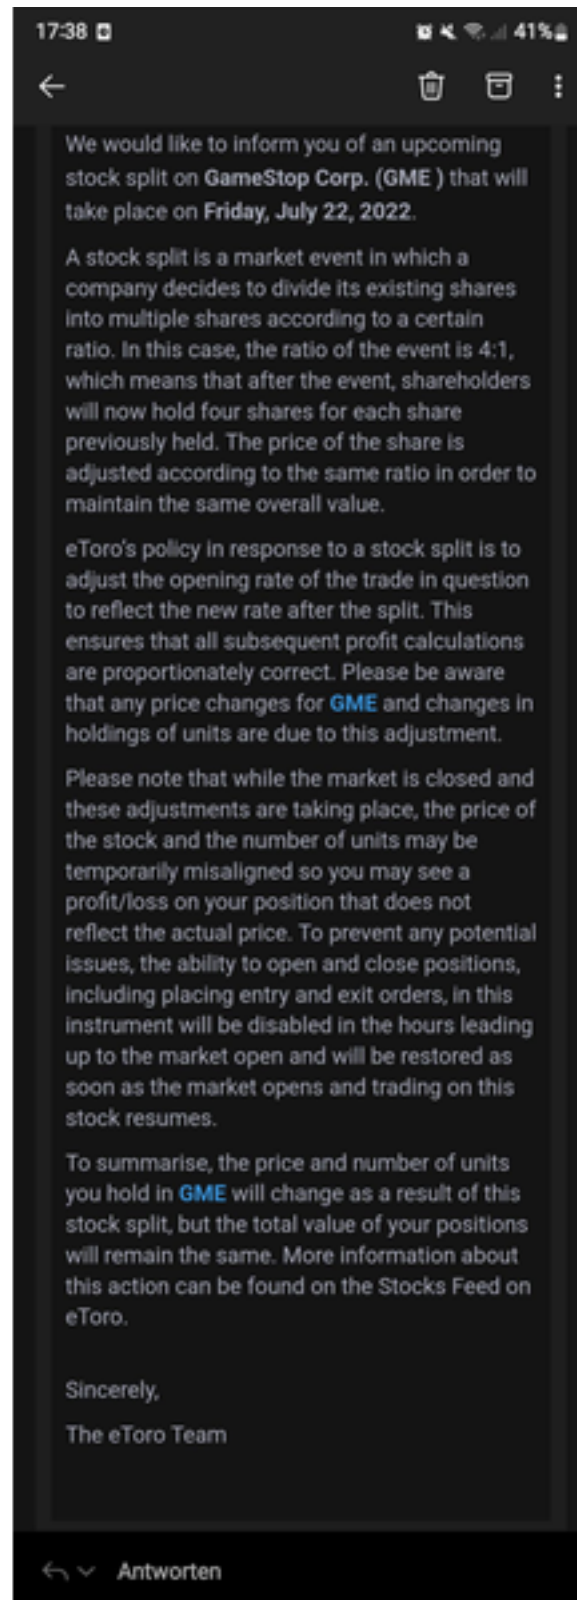 17:38
41%
We would like to inform you of an upcoming
stock split on GameStop Corp. (GME ) that will
take place on Friday, July 22, 2022.
A stock split is a market event in which a
company decides to divide its existing shares
into multiple shares according to a certain
ratio. In this case, the ratio of the event is 4:1,
which means that after the event, shareholders
will now hold four shares for each share
previously held. The price of the share is
adjusted according to the same ratio in order to
maintain the same overall value.
eToro's policy in response to a stock split is to
adjust the opening rate of the trade in question
to reflect the new rate after the split. This
ensures that all subsequent profit calculations
are proportionately correct. Please be aware
that any price changes for GME and changes in
holdings of units are due to this adjustment.
Please note that while the market is closed and
these adjustments are taking place, the price of
the stock and the number of units may be
temporarily misaligned so you may see a
profit/loss on your position that does not
reflect the actual price. To prevent any potential
issues, the ability to open and close positions,
including placing entry and exit orders, in this
instrument will be disabled in the hours leading
up to the market open and will be restored as
soon as the market opens and trading on this
stock resumes.
To summarise, the price and number of units
you hold in GME will change as a result of this
stock split, but the total value of your positions
will remain the same. More information about
this action can be found on the Stocks Feed on
eToro.
Sincerely,
The eToro Team
Antworten